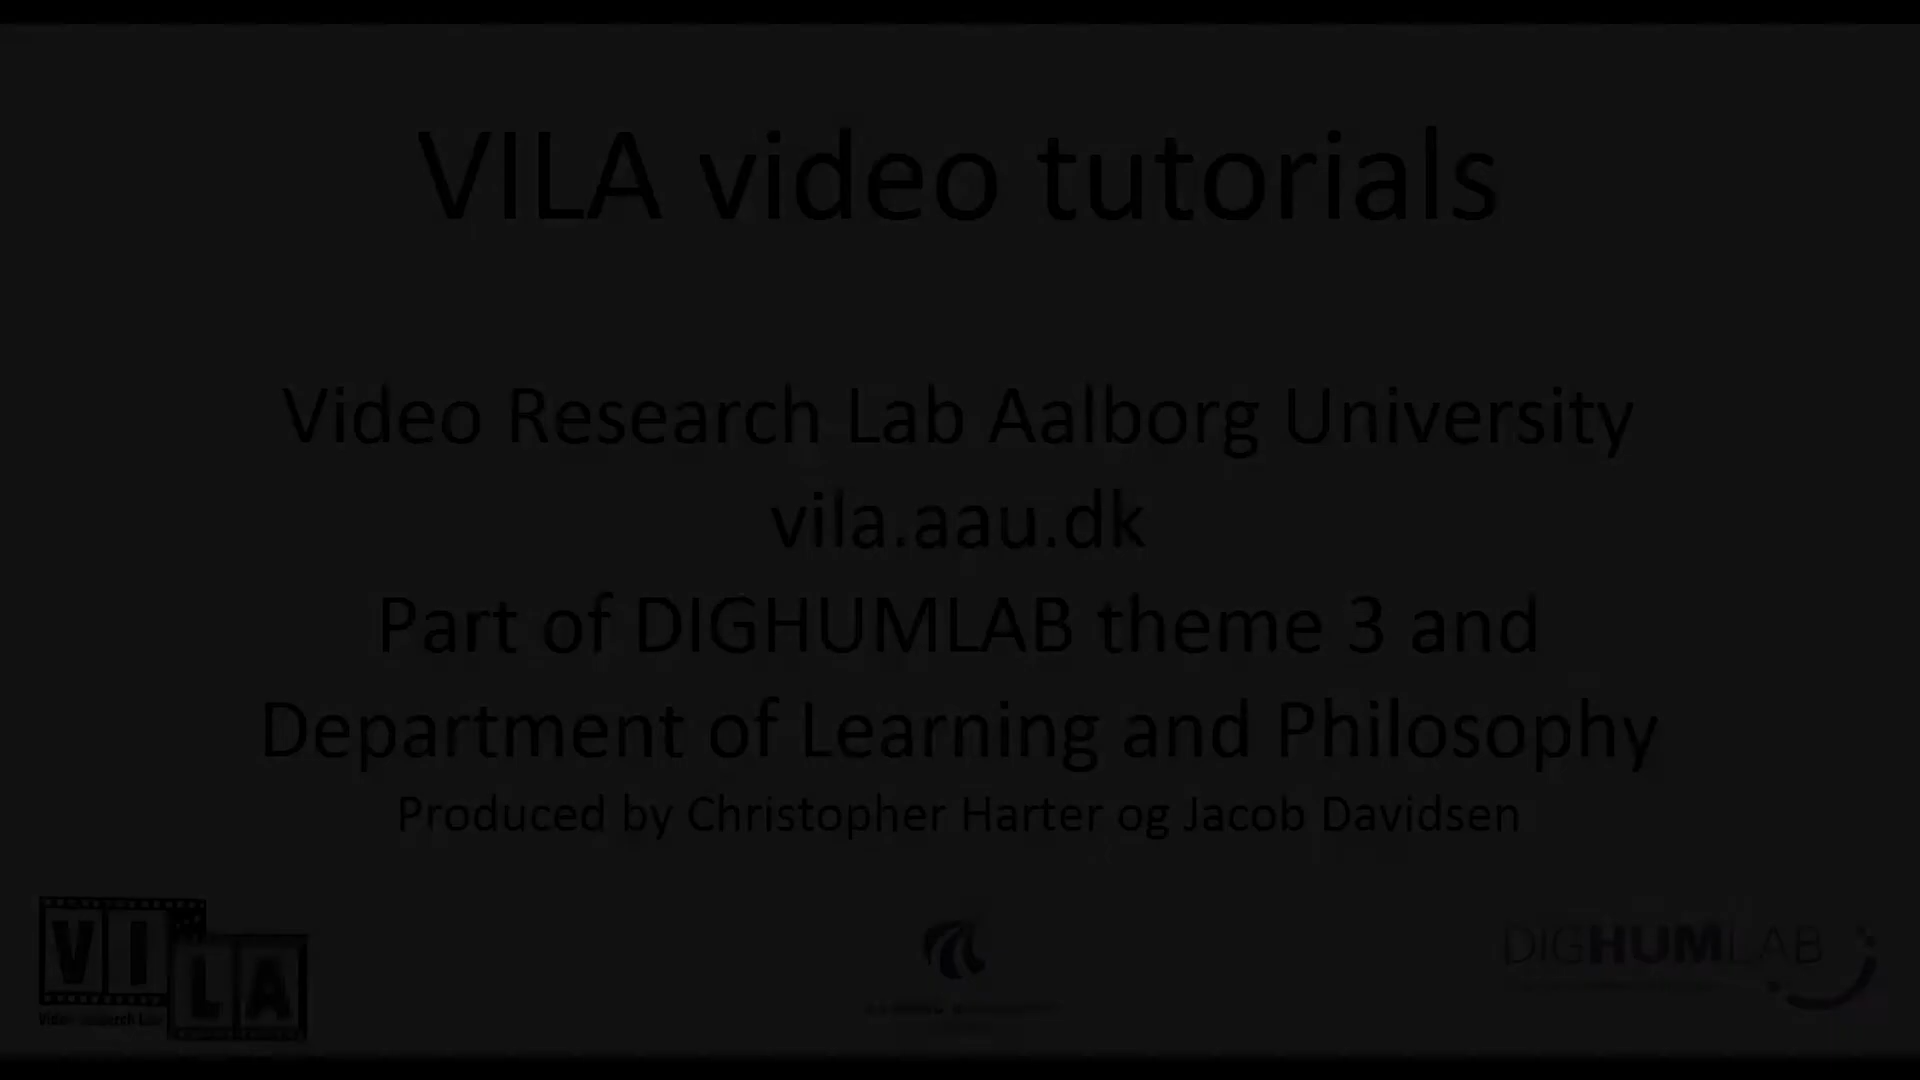 VILA video tutorials
Video Research Lab Aalborg University
vila.aau.dk
Part of DIGHUMLAB theme 3 and
Department of Learning and Philosophy
Produced by Christopher Harter og Jacob Davidsen
VI
LA
Video research Lab
DIGHUMLAB